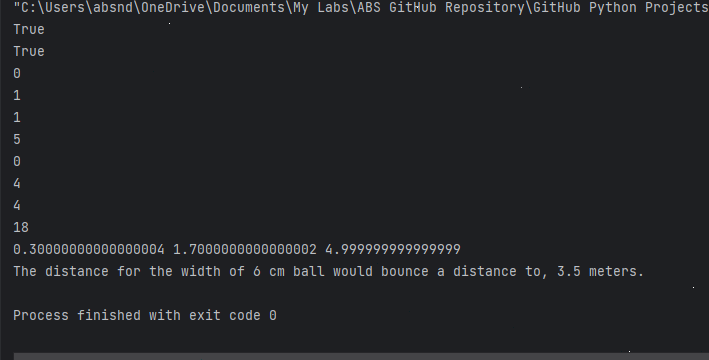 "C:\Users\absnd\OneDrive\Documents\My Labs\ABS GitHub Repository\GitHub Python Projects
True
True
0
1
1
5
0
4
4
18
0.30000000000000004 1.7000000000000002 4.999999999999999
The distance for the width of 6 cm ball would bounce a distance to, 3.5 meters.
Process finished with exit code 0